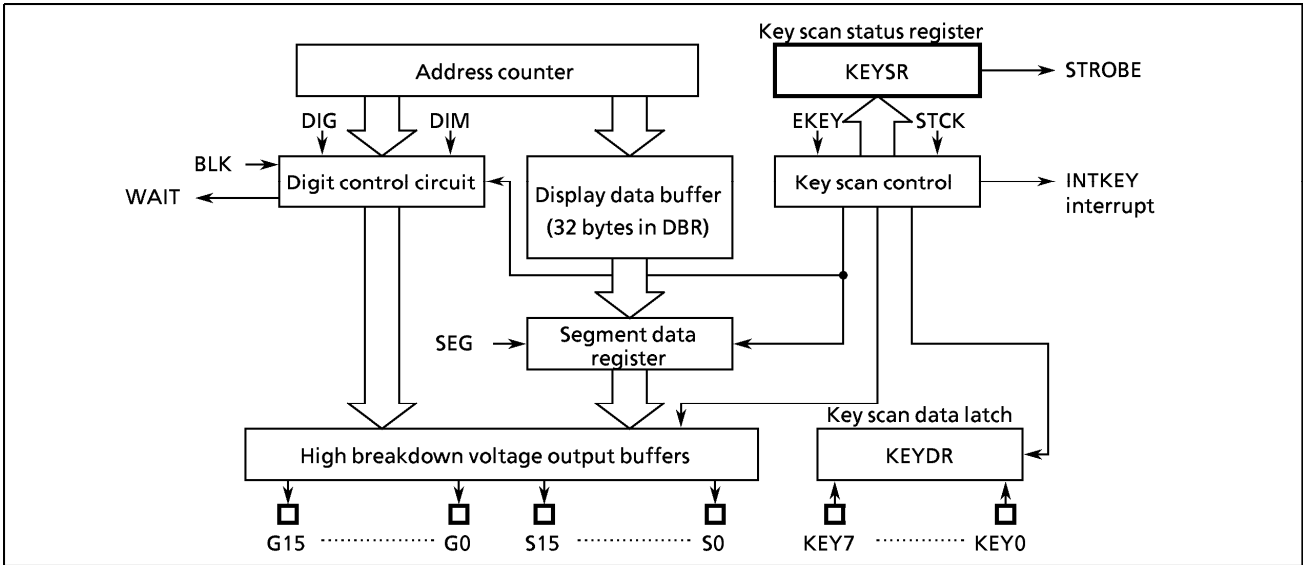 Key scan status register
Address counter
KEYSR
STROBE
DIG
DIM
EKEY
STCK
BLK
WAIT
Digit control circuit
Display data buffer
(32 bytes in DBR)
Key scan control
INTKEY
interrupt
SEG
Segment data
register
Key scan data latch
High breakdown voltage output buffers
KEYDR
G15 ............... G0 S15 ............... S0 KEY7 ............ KEY0